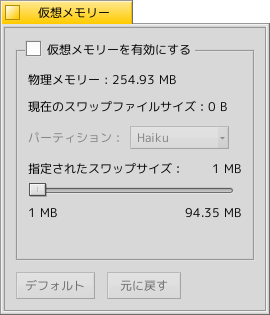 仮想メモリー
仮想メモリーを有効にする
物理メモリー : 254.93 MB
現在のスワップファイルサイズ : 0 B
パーティション : Haiku
指定されたスワップサイズ : 1 MB
1 MB 94.35 MB
デフォルト 元に戻す